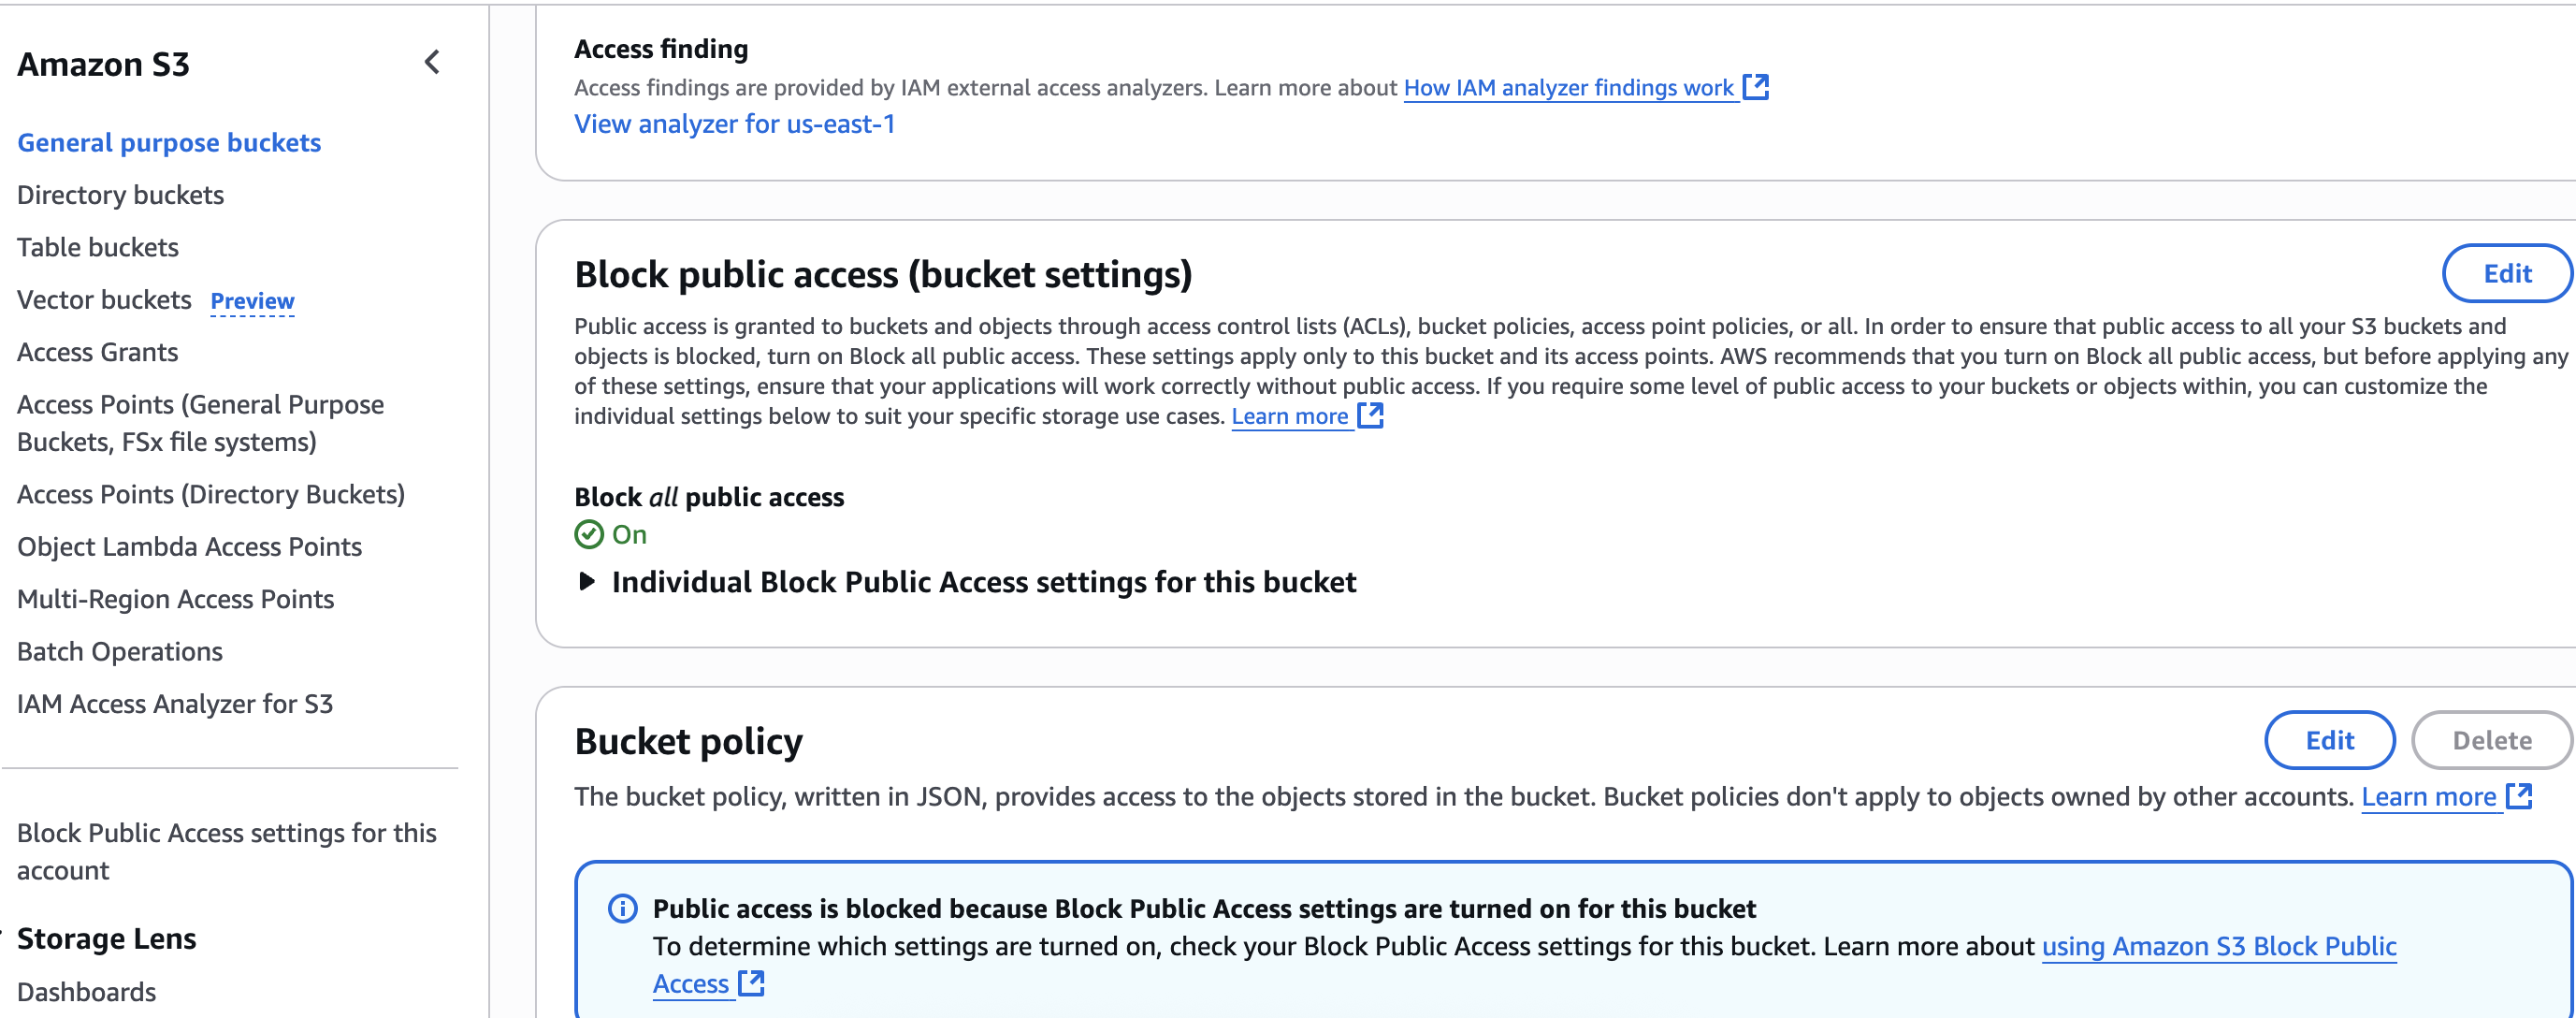 Amazon S3
General purpose buckets
Directory buckets
Table buckets
Vector buckets Preview
Access Grants
Access Points (General Purpose
Buckets, FSx file systems)
Access Points (Directory Buckets)
Object Lambda Access Points
Multi-Region Access Points
Batch Operations
IAM Access Analyzer for S3
Block Public Access settings for this
account
Storage Lens
Dashboards
Access finding
Access findings are provided by IAM external access analyzers. Learn more about How IAM analyzer findings work
View analyzer for us-east-1
Block public access (bucket settings)
Edit
Public access is granted to buckets and objects through access control lists (ACLs), bucket policies, access point policies, or all. In order to ensure that public access to all your S3 buckets and
objects is blocked, turn on Block all public access. These settings apply only to this bucket and its access points. AWS recommends that you turn on Block all public access, but before applying any
of these settings, ensure that your applications will work correctly without public access. If you require some level of public access to your buckets or objects within, you can customize the
individual settings below to suit your specific storage use cases. Learn more
Block all public access
On
Individual Block Public Access settings for this bucket
Bucket policy
Edit Delete
The bucket policy, written in JSON, provides access to the objects stored in the bucket. Bucket policies don't apply to objects owned by other accounts. Learn more
Public access is blocked because Block Public Access settings are turned on for this bucket
To determine which settings are turned on, check your Block Public Access settings for this bucket. Learn more about using Amazon S3 Block Public
Access